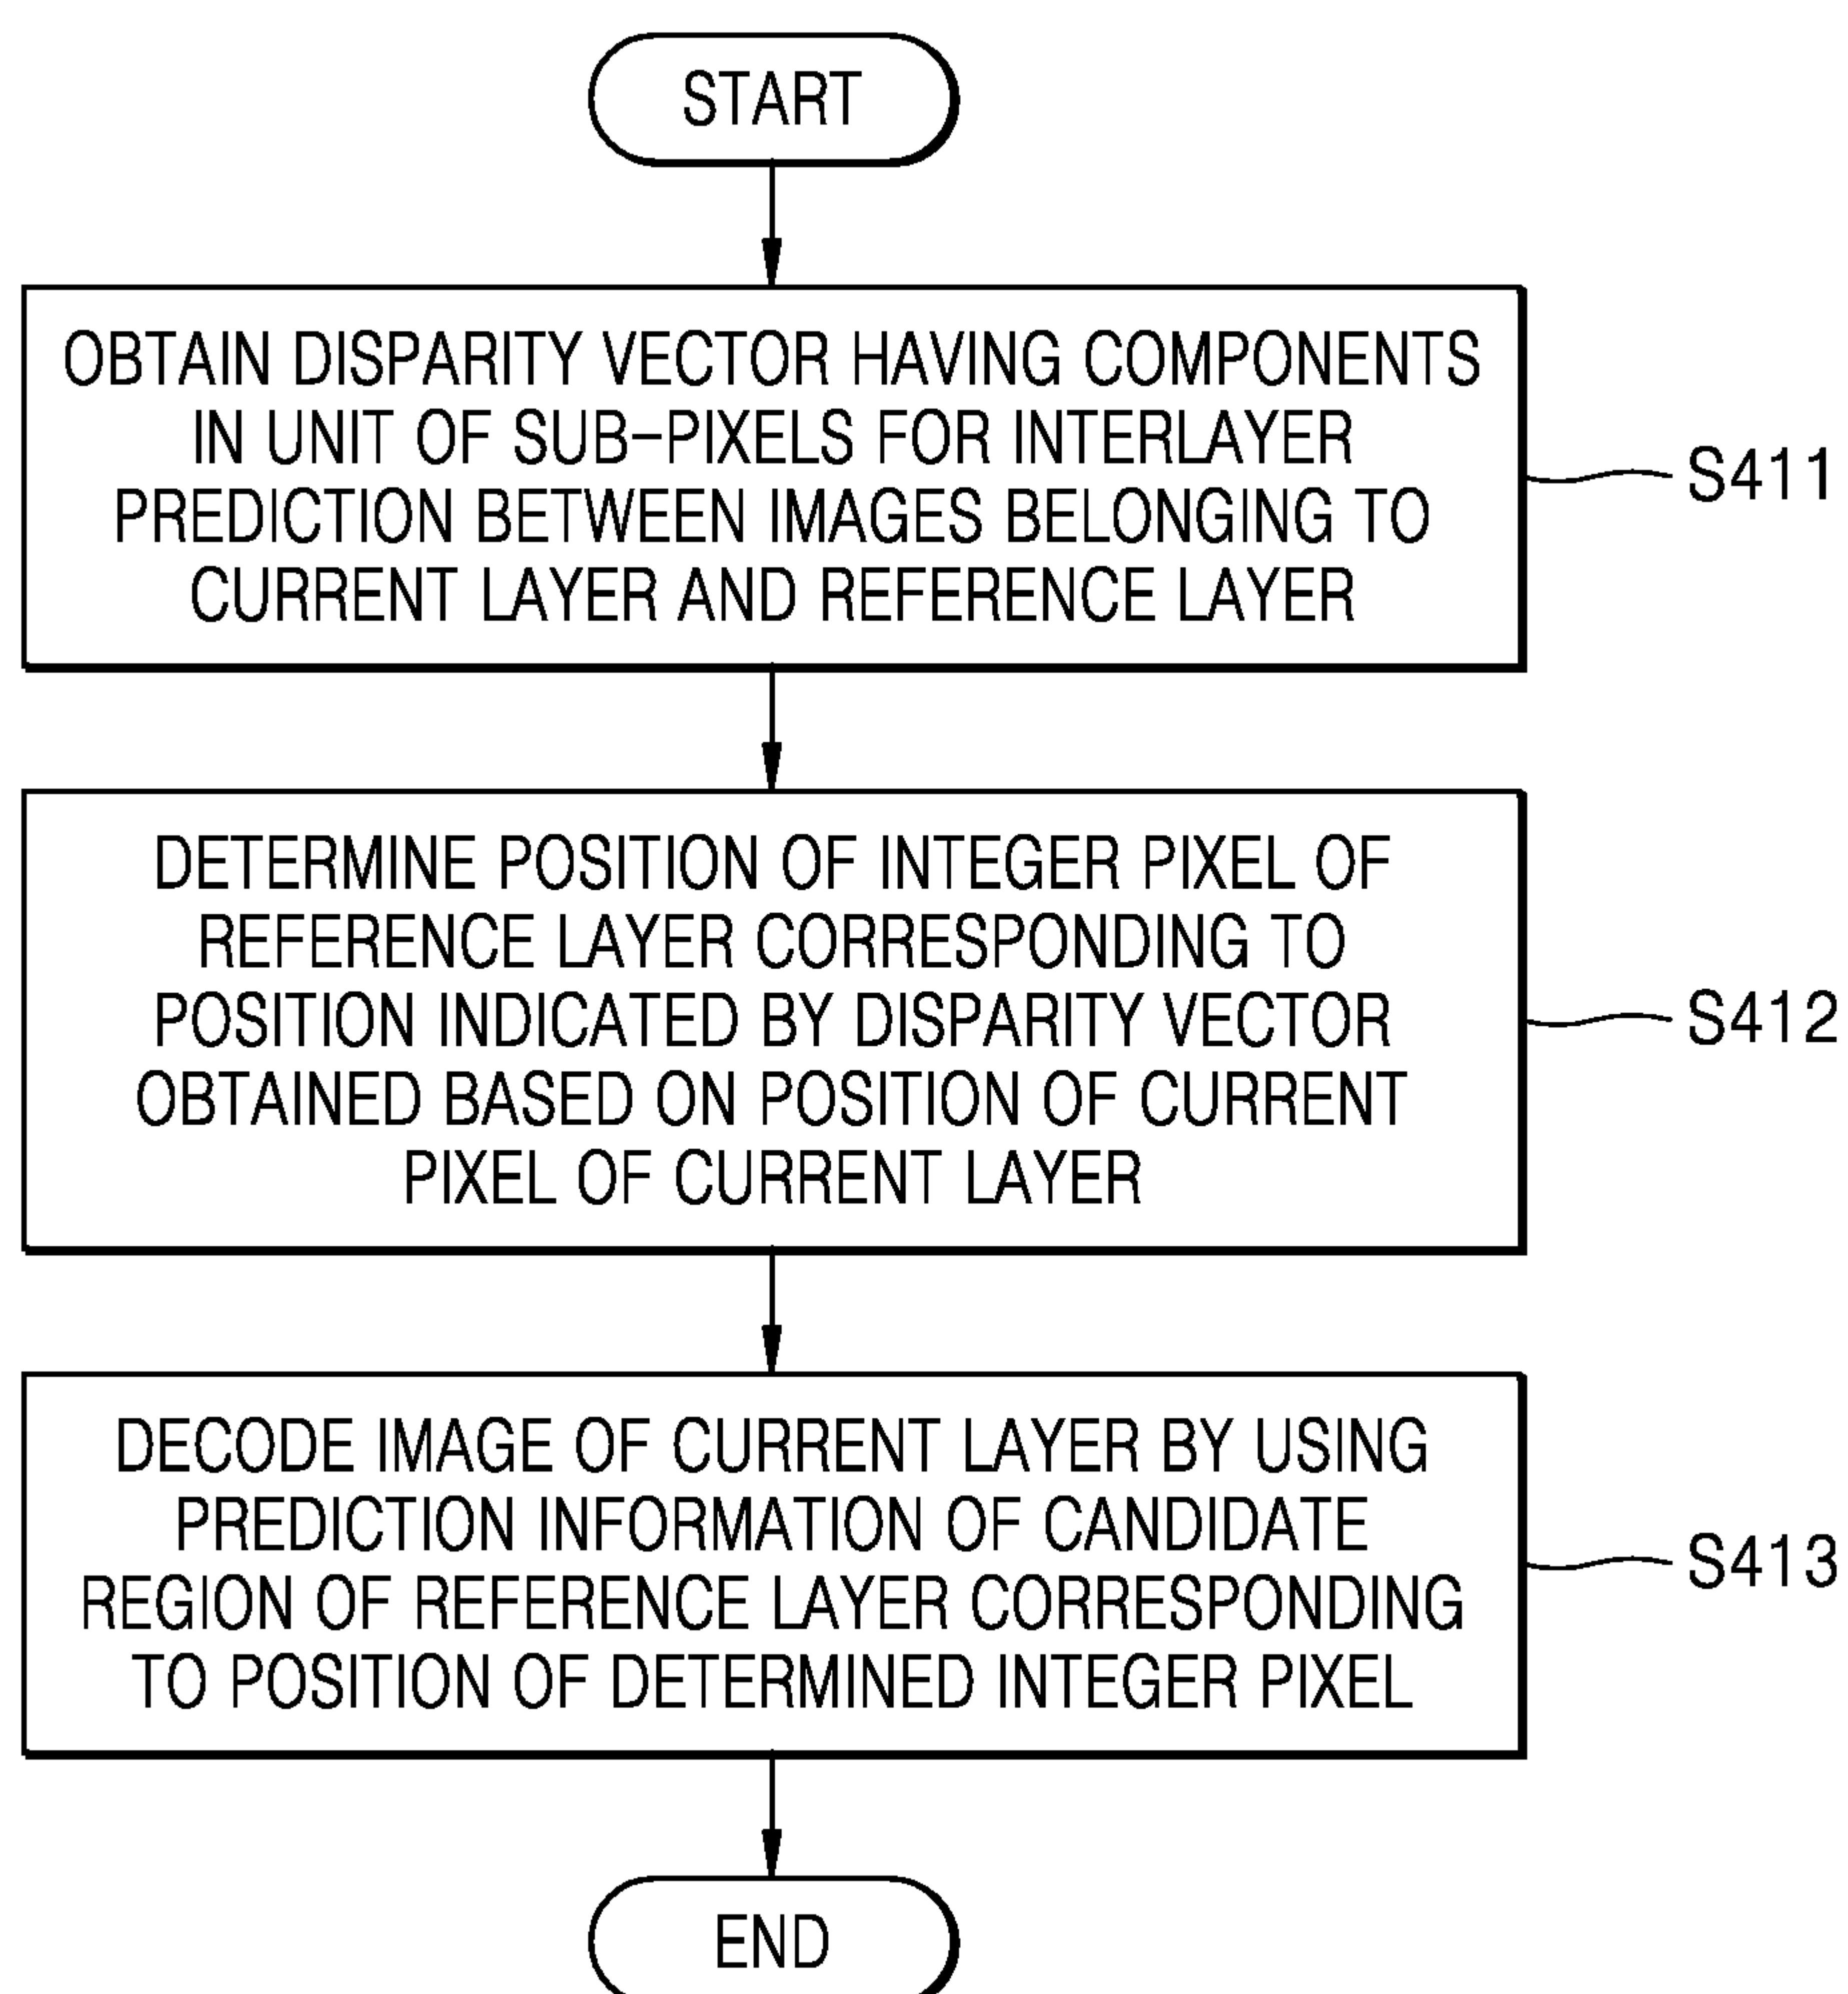 START
OBTAIN DISPARITY VECTOR HAVING COMPONENTS
IN UNIT OF SUB-PIXELS FOR INTERLAYER
PREDICTION BETWEEN IMAGES BELONGING TO
CURRENT LAYER AND REFERENCE LAYER
S411
DETERMINE POSITION OF INTEGER PIXEL OF
REFERENCE LAYER CORRESPONDING TO
POSITION INDICATED BY DISPARITY VECTOR
OBTAINED BASED ON POSITION OF CURRENT
PIXEL OF CURRENT LAYER
S412
DECODE IMAGE OF CURRENT LAYER BY USING
PREDICTION INFORMATION OF CANDIDATE
REGION OF REFERENCE LAYER CORRESPONDING
TO POSITION OF DETERMINED INTEGER PIXEL
S413
END